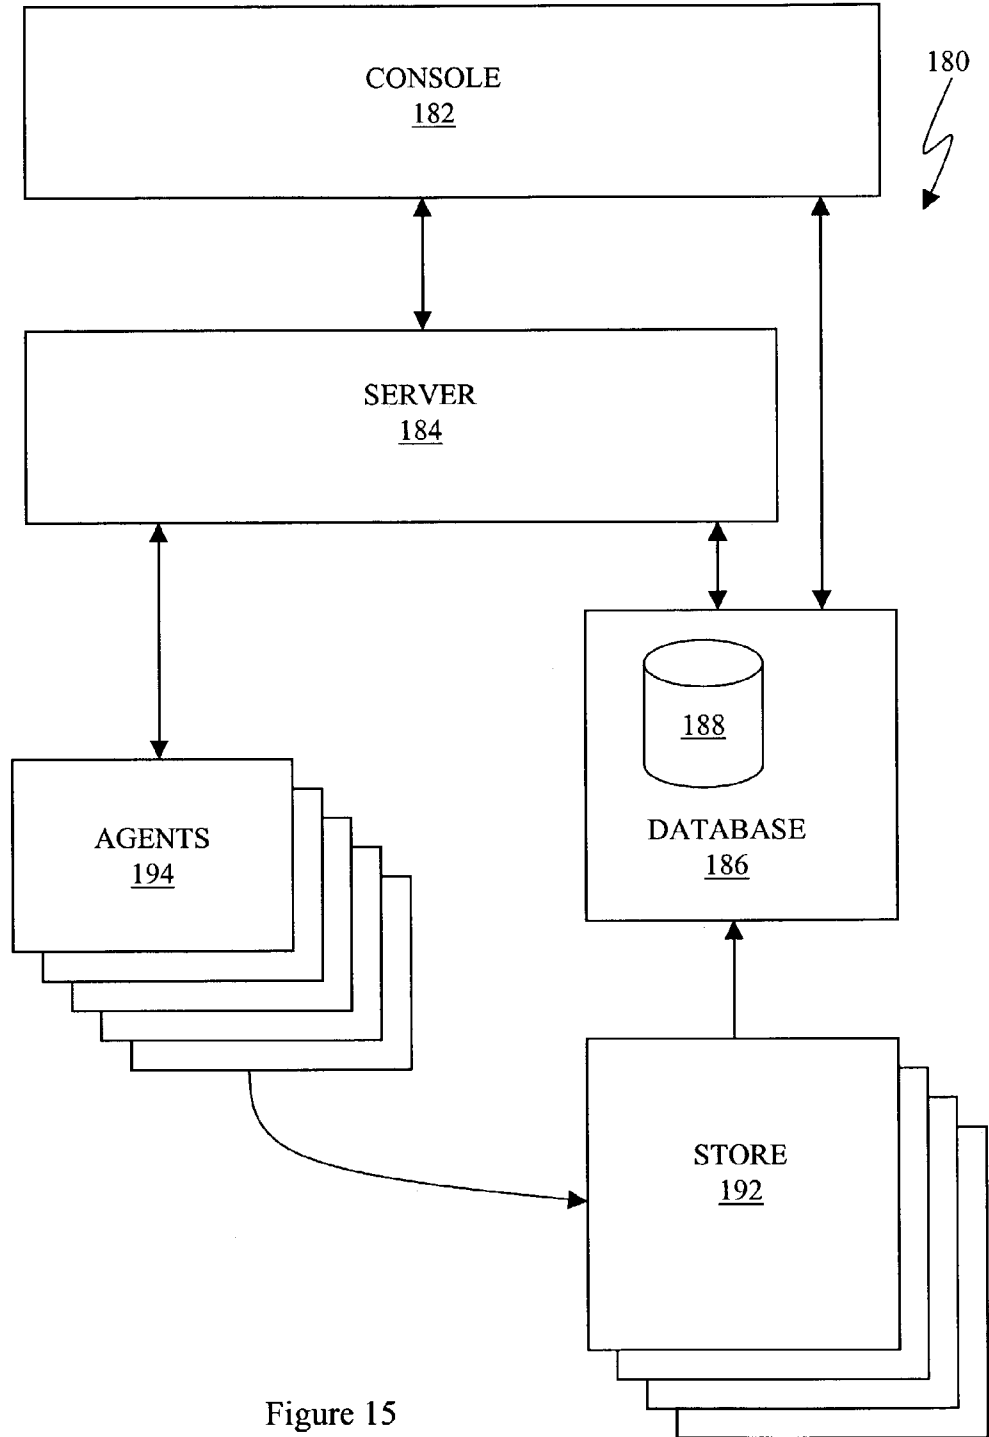 CONSOLE
182
180
SERVER
184
188
DATABASE
186
AGENTS
194
STORE
192
Figure 15